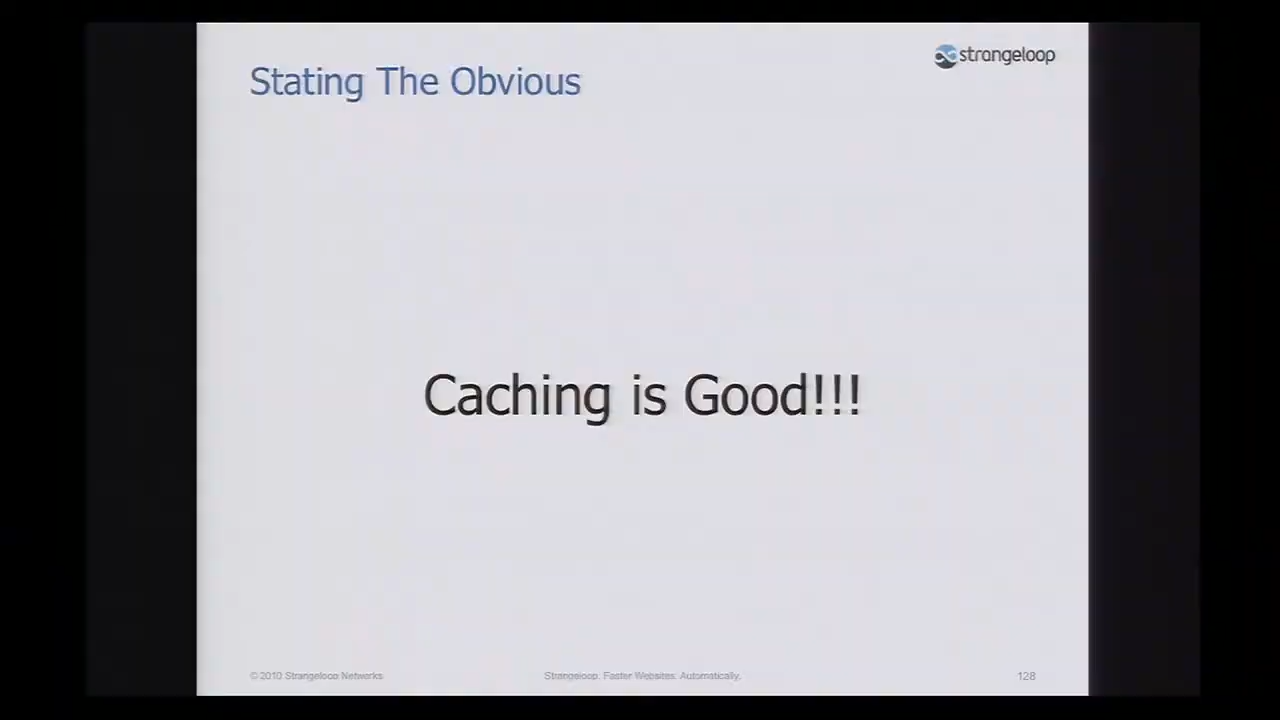 strangeloop
Stating The Obvious
Caching is Good!!!
© 2010 Strangeloop Networks
Strangeloop. Faster Websites. Automatically.
128